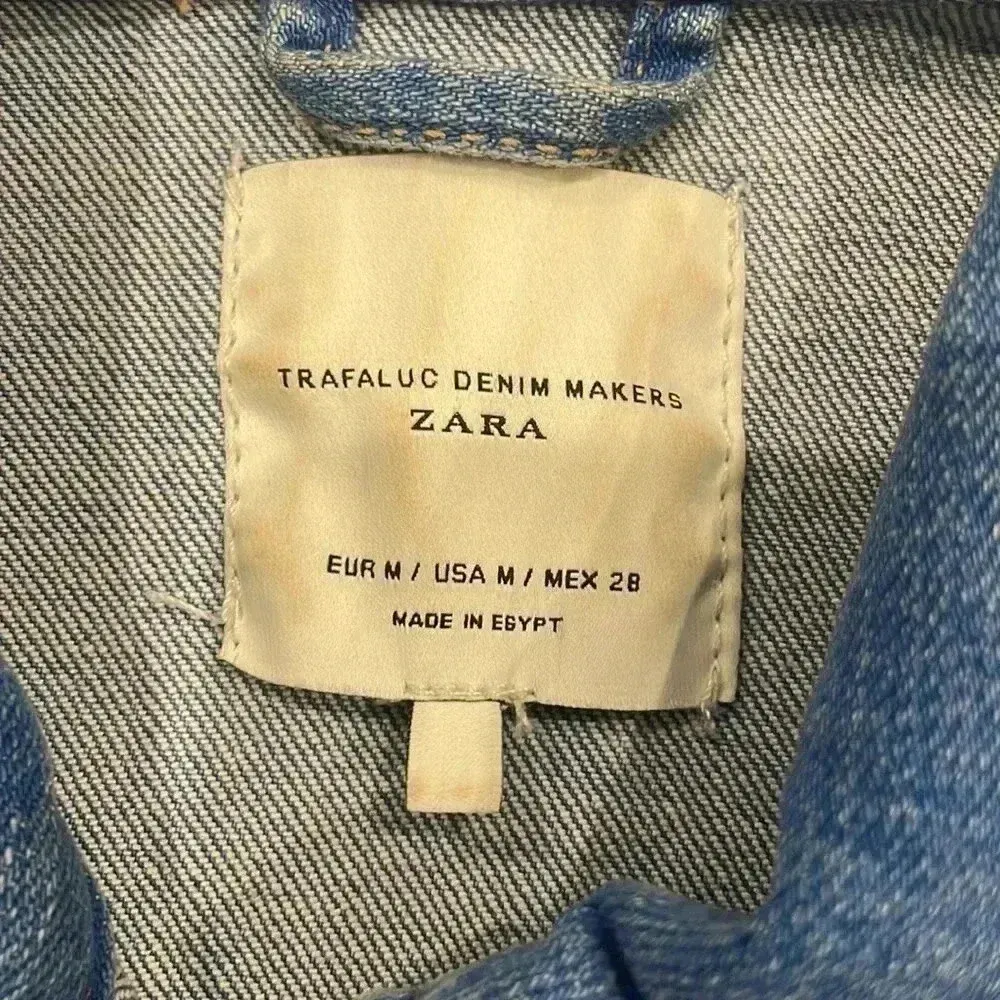 TRAFALUC DENIM MAKERS
ZARA
EUR M / USA M / MEX 28
MADE IN EGYPT